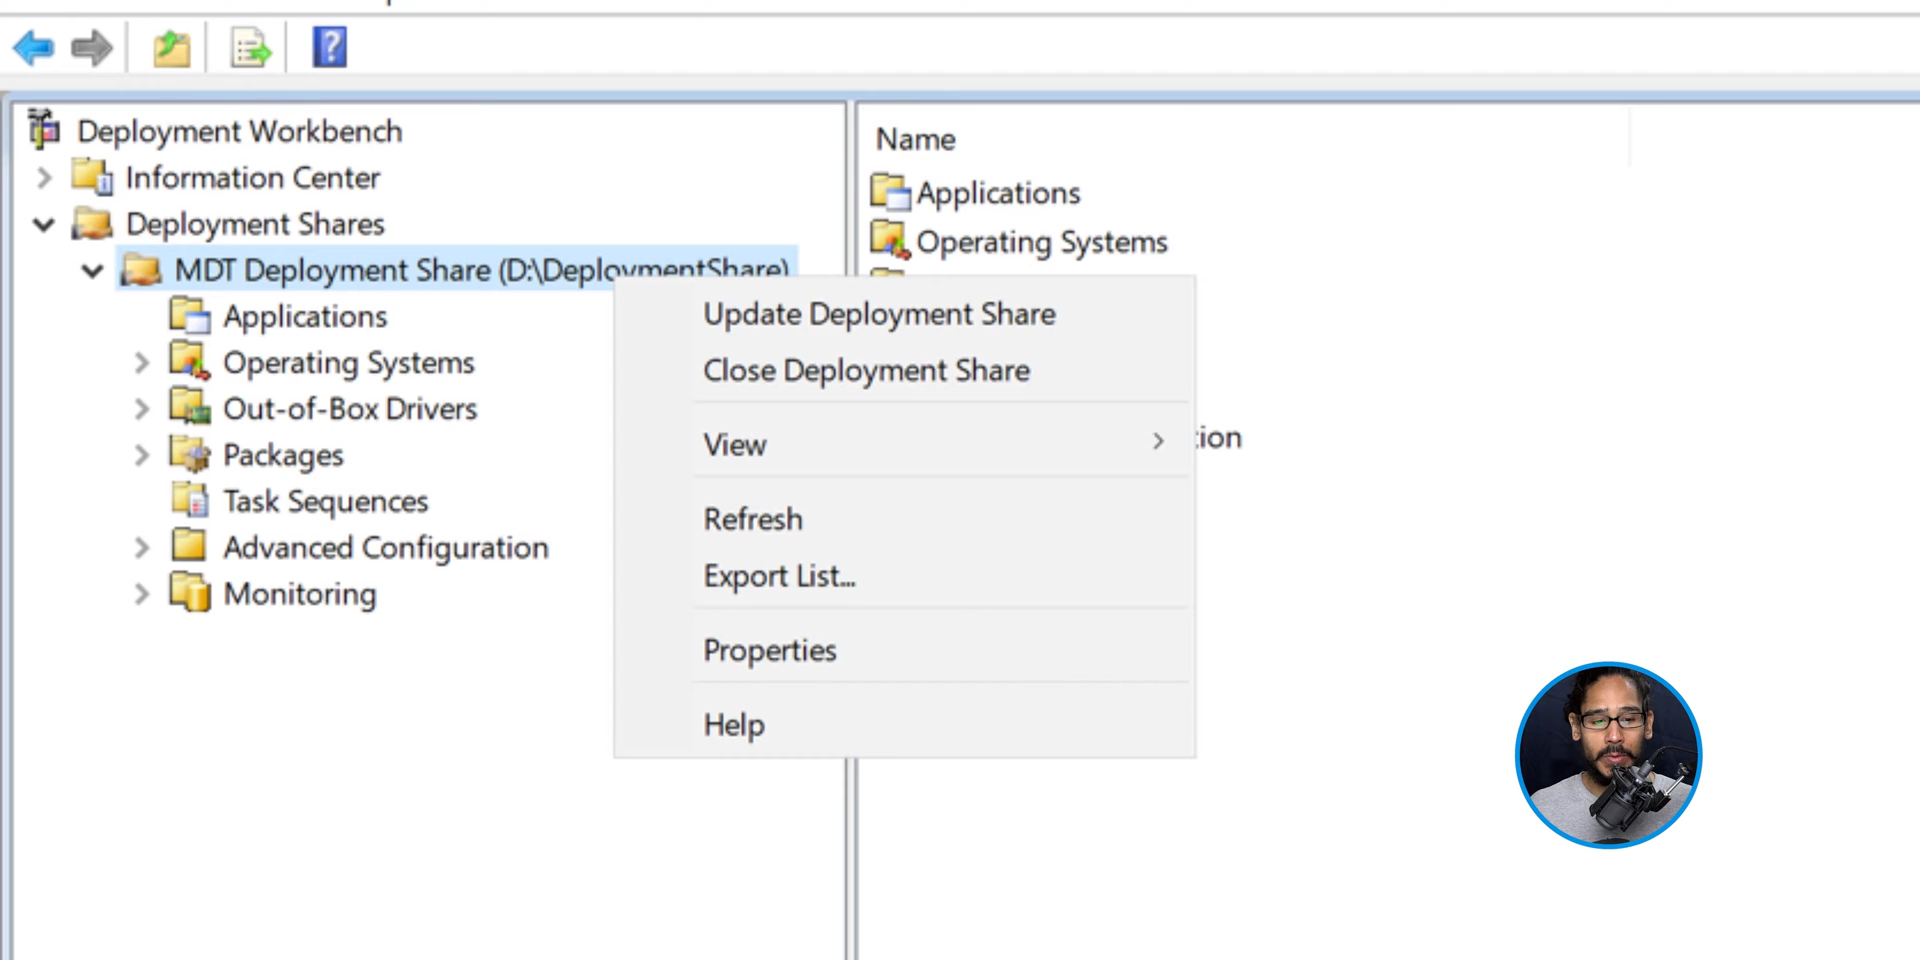 Deployment Workbench
Information Center
Deployment Shares
MDT Deployment Share (D:\DeploymentShare)
Applications
Operating Systems
Out-of-Box Drivers
Packages
Task Sequences
Advanced Configuration
Monitoring
Name
Applications
Operating Systems
tion
Update Deployment Share
Close Deployment Share
View
Refresh
Export List...
Properties
Help